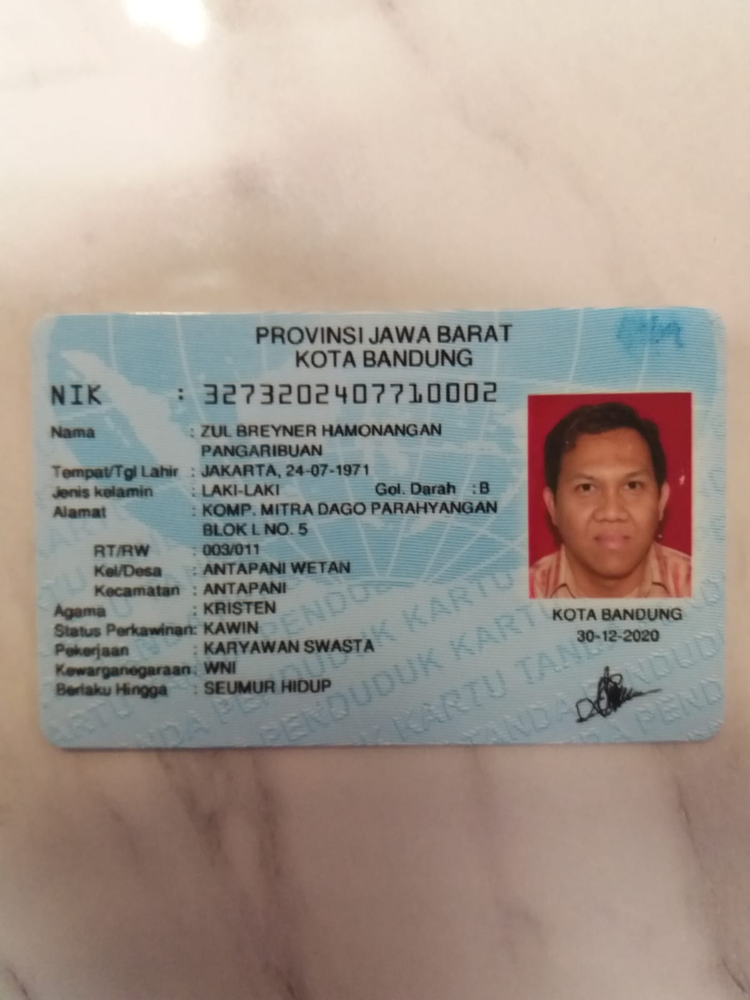 PROVINSI JAWA BARAT
KOTA BANDUNG
NIK : 3273202407710002
Nama : ZUL BREYNER HAMONANGAN
PANGARIBUAN
Tempat/Tgl Lahir : JAKARTA, 24-07-1971
Jenis kelamin : LAKI-LAKI Gol. Darah : B
Alamat : KOMP. MITRA DAGO PARAHYANGAN
BLOK L NO. 5
RT/RW : 003/011
Kel/Desa : ANTAPANI WETAN
Kecamatan : ANTAPANI
Agama : KRISTEN
Status Perkawinan: KAWIN
Pekerjaan : KARYAWAN SWASTA
Kewarganegaraan: WNI
Berlaku Hingga : SEUMUR HIDUP
KOTA BANDUNG
30-12-2020